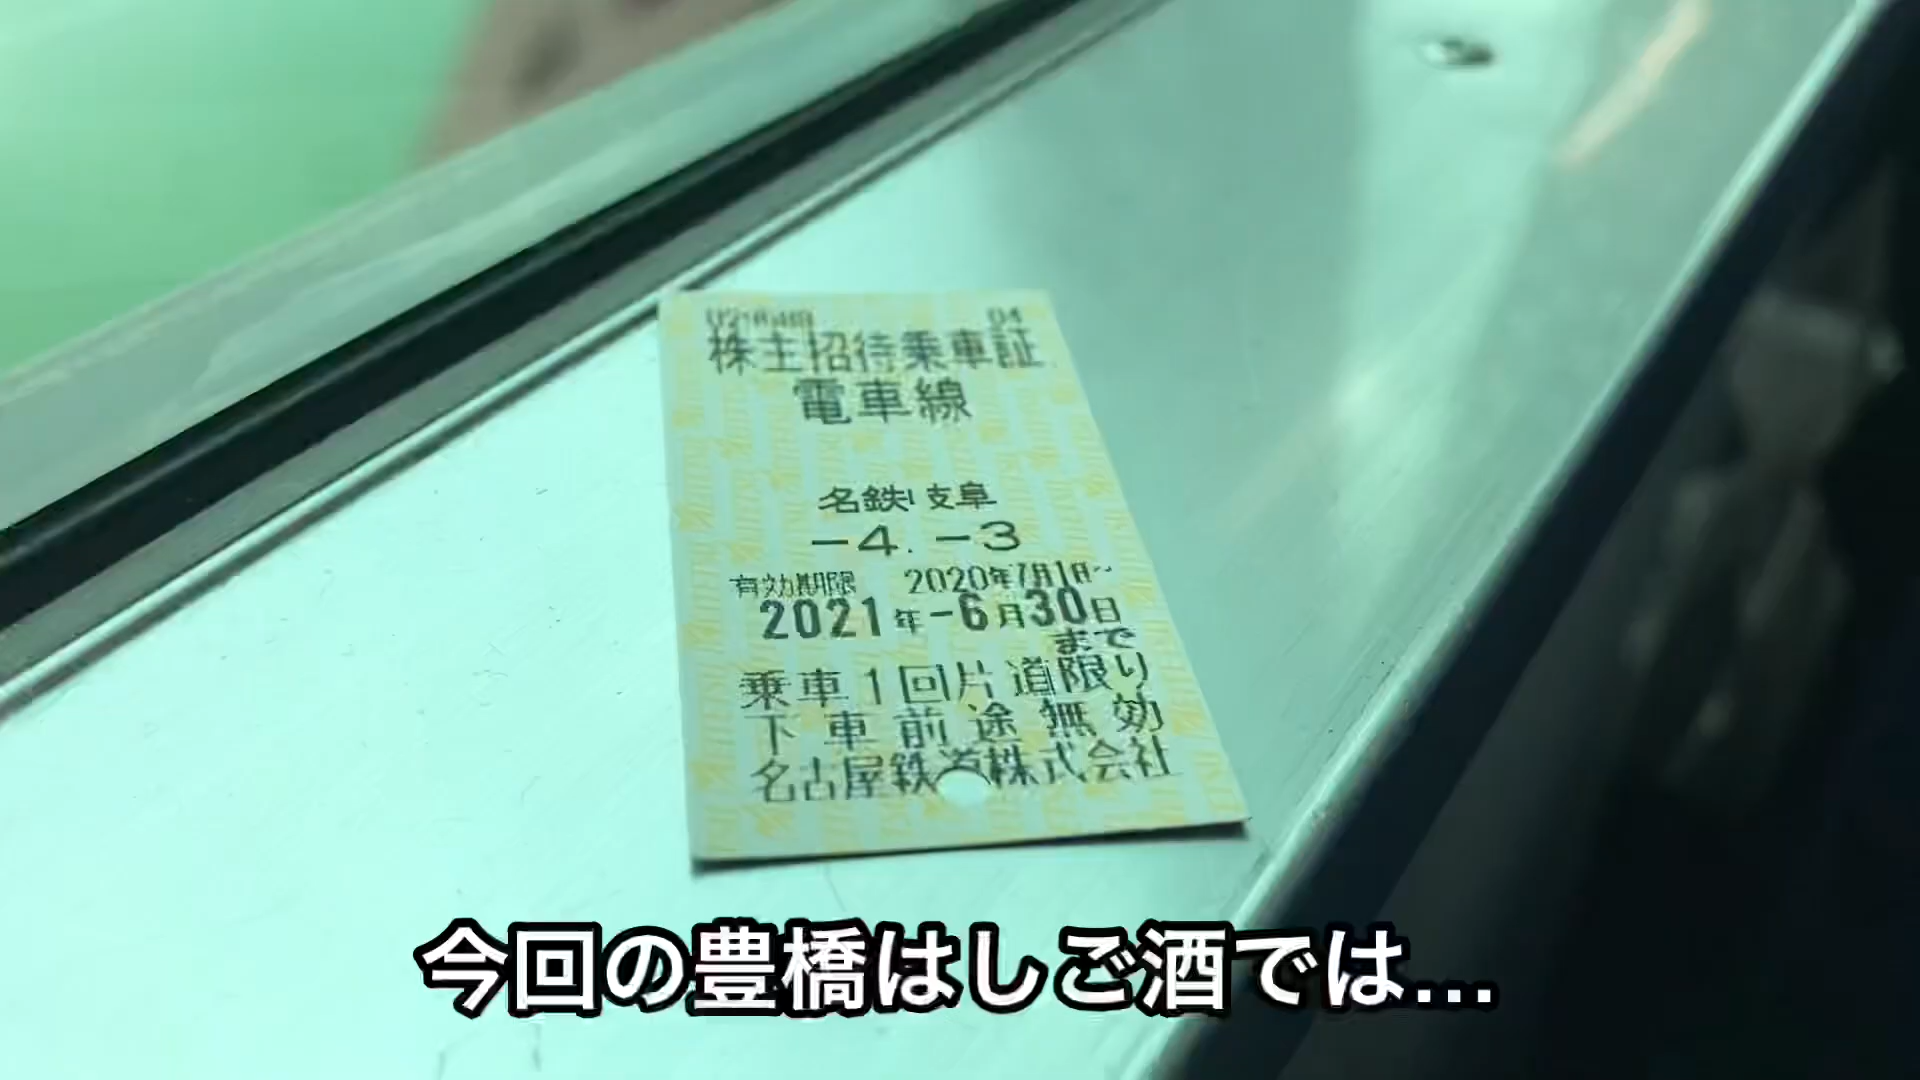 04
株主招待乗車証
電車線
名鉄岐阜
-4.-3
有効期限 2020年7月1日~
2021年-6月30日
まで
乗車1回片道限り
下車前途無効
名古屋鉄道株式会社
今回の豊橋はしご酒では…